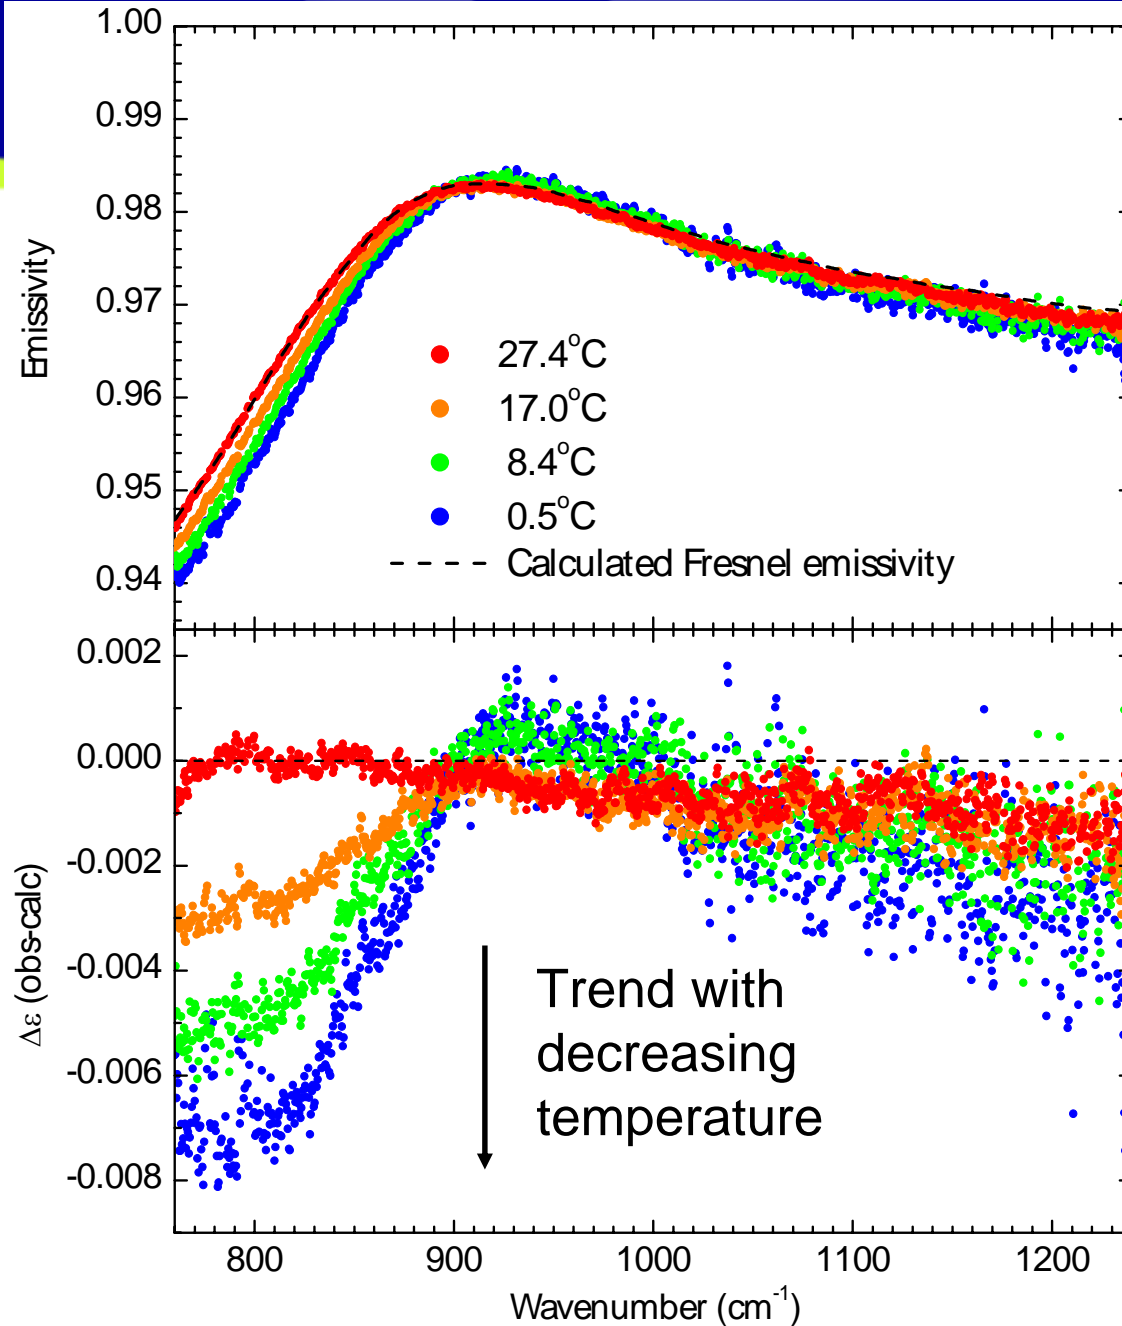 1.00
0.99
0.98
0.97
0.96
0.95
0.94
Emissivity
27.4°C
17.0°C
8.4°C
0.5°C
Calculated Fresnel emissivity
0.002
0.000
-0.002
-0.004
-0.006
-0.008
Δε (obs-calc)
Trend with
decreasing
temperature
800 900 1000 1100 1200
Wavenumber (cm⁻¹)